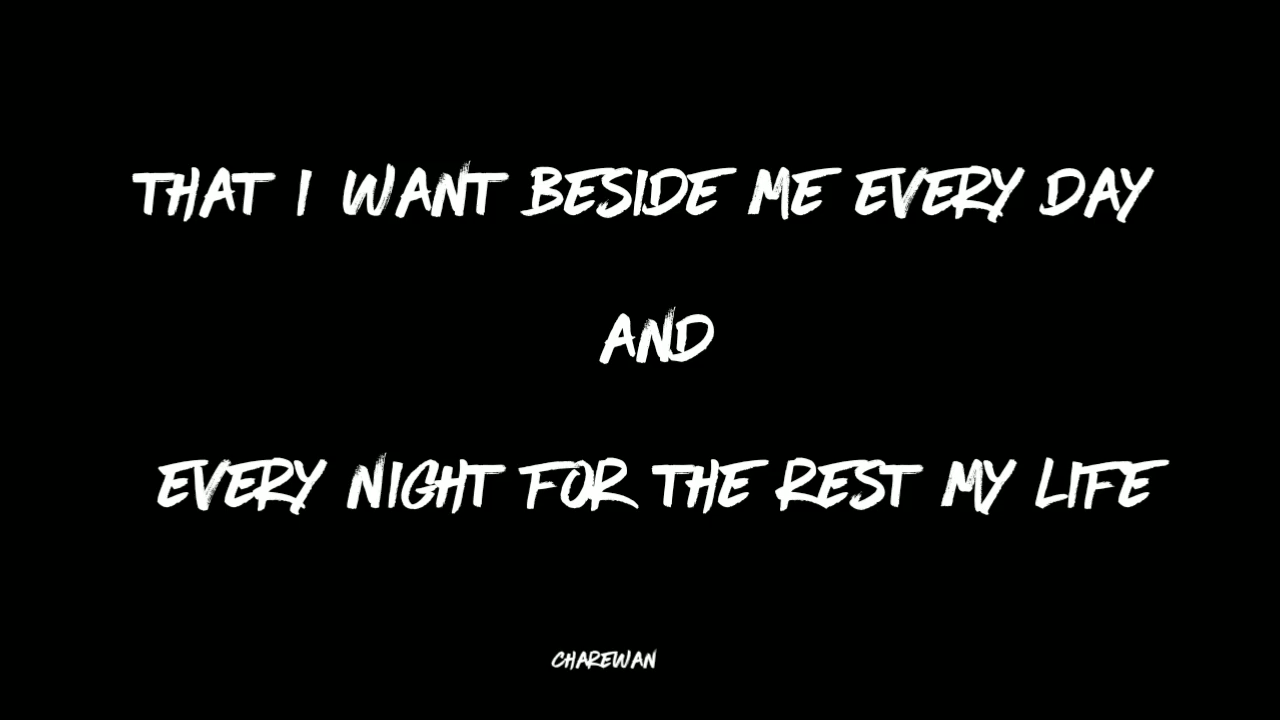 THAT I WANT BESIDE ME EVERY DAY
AND
EVERY NIGHT FOR THE REST MY LIFE
CHAREWAN